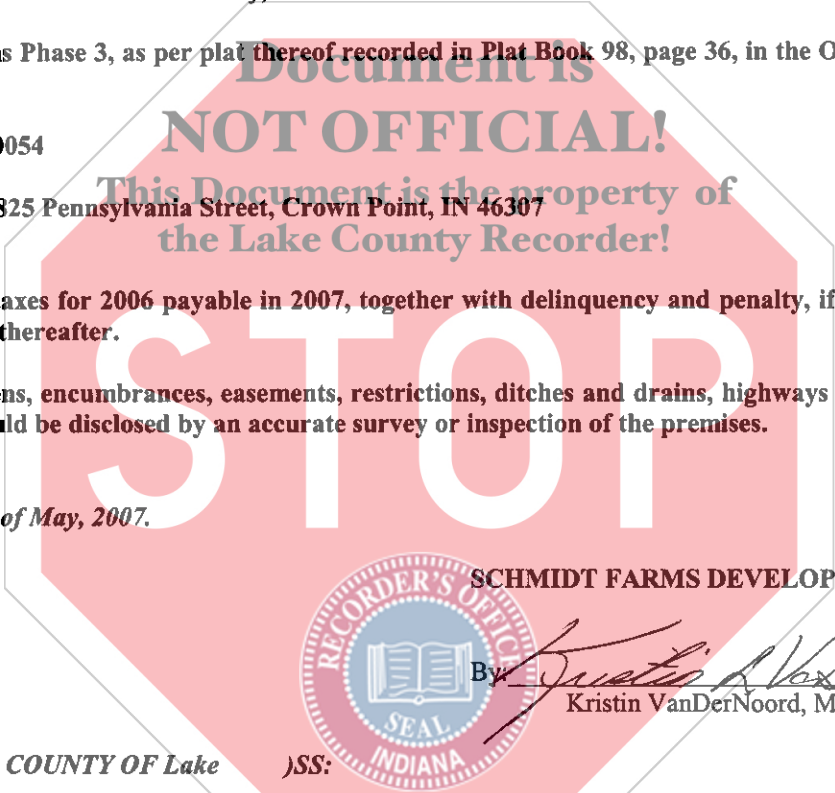 s Phase 3, as per plat thereof recorded in Plat Book 98, page 36, in the O
Document is
NOT OFFICIAL!
054
This Document is the property of
825 Pennsylvania Street, Crown Point, IN 46307
the Lake County Recorder!
axes for 2006 payable in 2007, together with delinquency and penalty, if
thereafter.
ns, encumbrances, easements, restrictions, ditches and drains, highways
ld be disclosed by an accurate survey or inspection of the premises.
STOP
of May, 2007.
SCHMIDT FARMS DEVELOP
RECORDER'S OFFICE
SEAL
INDIANA
By: Kristin L Van
Kristin VanDerNoord, M
COUNTY OF Lake )SS: